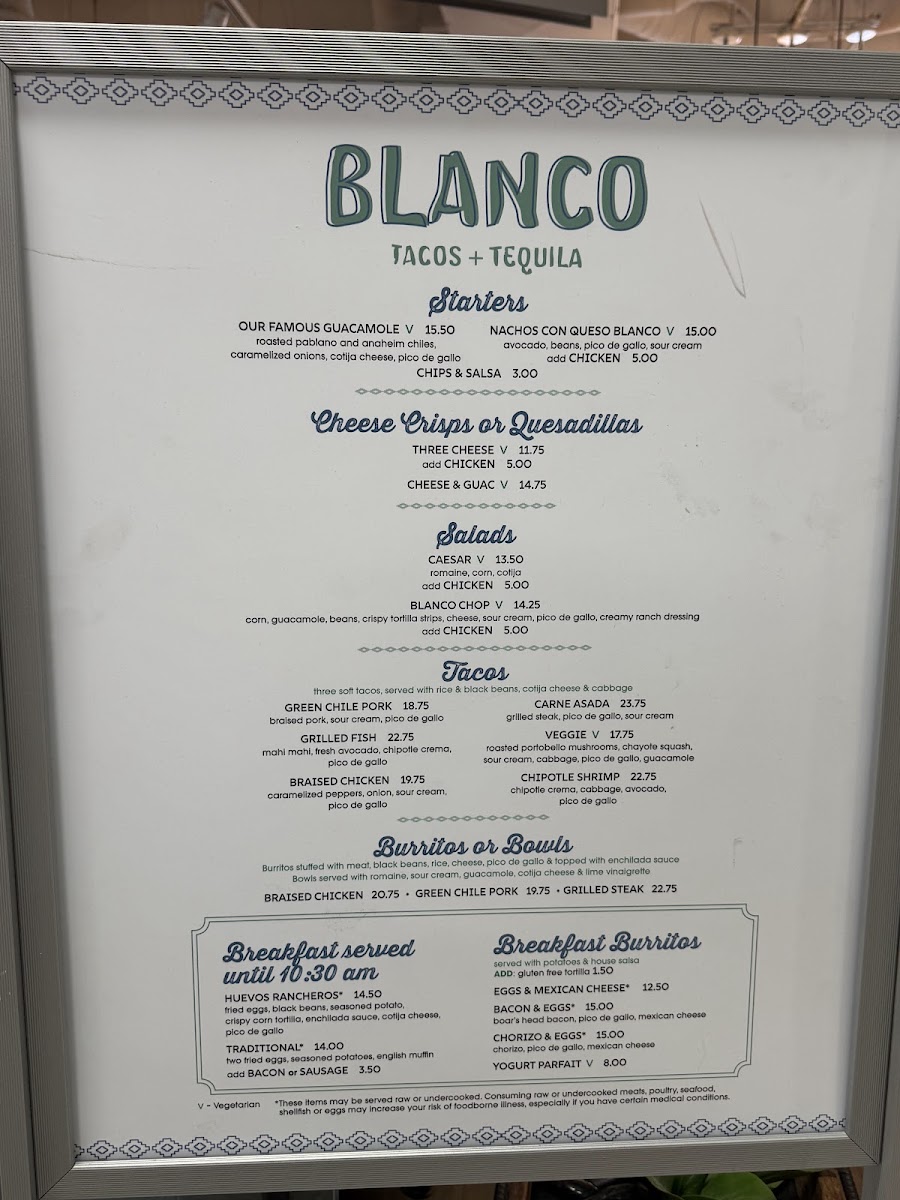 BLANCO
TACOS + TEQUILA
Starters
OUR FAMOUS GUACAMOLE V 15.50
roasted pablano and anaheim chiles,
caramelized onions, cotija cheese, pico de gallo
NACHOS CON QUESO BLANCO V 15.00
avocado, beans, pico de gallo, sour cream
add CHICKEN 5.00
CHIPS & SALSA 3.00
Cheese Crisps or Quesadillas
THREE CHEESE V 11.75
add CHICKEN 5.00
CHEESE & GUAC V 14.75
Salads
CAESAR V 13.50
romaine, corn, cotija
add CHICKEN 5.00
BLANCO CHOP V 14.25
corn, guacamole, beans, crispy tortilla strips, cheese, sour cream, pico de gallo, creamy ranch dressing
add CHICKEN 5.00
Tacos
three soft tacos, served with rice & black beans, cotija cheese & cabbage
GREEN CHILE PORK 18.75
braised pork, sour cream, pico de gallo
GRILLED FISH 22.75
mahi mahi, fresh avocado, chipotle crema,
pico de gallo
BRAISED CHICKEN 19.75
caramelized peppers, onion, sour cream,
pico de gallo
CARNE ASADA 23.75
grilled steak, pico de gallo, sour cream
VEGGIE V 17.75
roasted portobello mushrooms, chayote squash,
sour cream, cabbage, pico de gallo, guacamole
CHIPOTLE SHRIMP 22.75
chipotle crema, cabbage, avocado,
pico de gallo
Burritos or Bowls
Burritos stuffed with meat, black beans, rice, cheese, pico de gallo & topped with enchilada sauce
Bowls served with romaine, sour cream, guacamole, cotija cheese & lime vinaigrette
BRAISED CHICKEN 20.75 • GREEN CHILE PORK 19.75 • GRILLED STEAK 22.75
Breakfast served
until 10:30 am
HUEVOS RANCHEROS* 14.50
fried eggs, black beans, seasoned potato,
crispy corn tortilla, enchilada sauce, cotija cheese,
pico de gallo
TRADITIONAL* 14.00
two fried eggs, seasoned potatoes, english muffin
add BACON or SAUSAGE 3.50
Breakfast Burritos
served with potatoes & house salsa
ADD: gluten free tortilla 1.50
EGGS & MEXICAN CHEESE* 12.50
BACON & EGGS* 15.00
boar's head bacon, pico de gallo, mexican cheese
CHORIZO & EGGS* 15.00
chorizo, pico de gallo, mexican cheese
YOGURT PARFAIT V 8.00
V - Vegetarian
*These items may be served raw or undercooked. Consuming raw or undercooked meats, poultry, seafood,
shellfish or eggs may increase your risk of foodborne illness, especially if you have certain medical conditions.